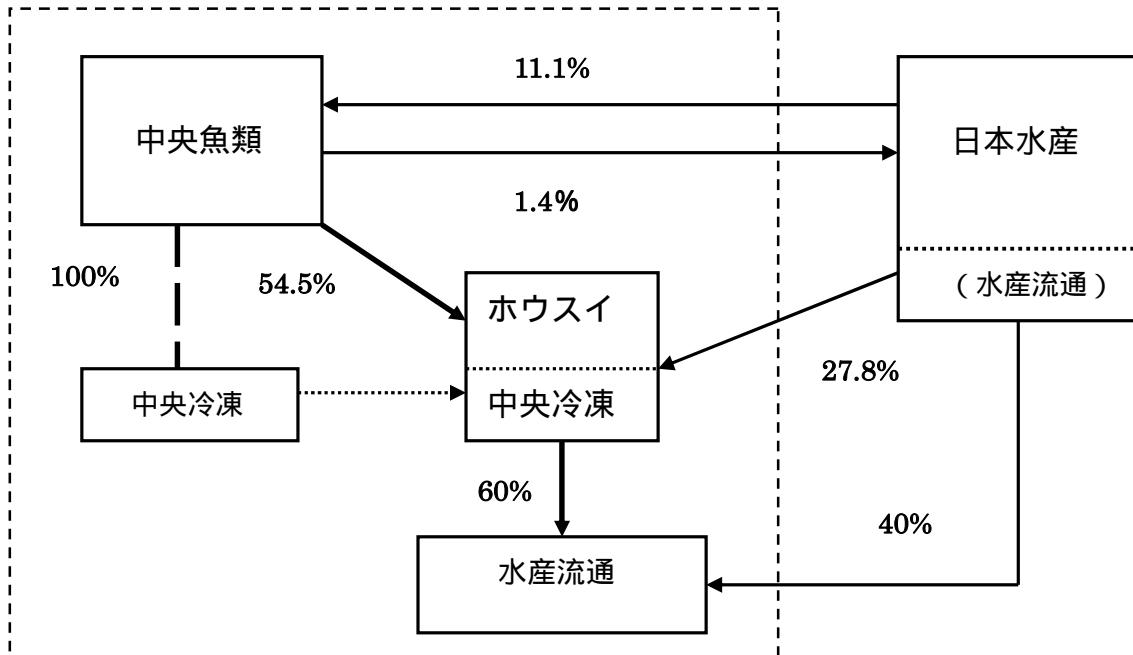 11.1%
中央魚類
日本水産
1.4%
100%
54.5%
（水産流通）
ホウスイ
27.8%
中央冷凍
中央冷凍
60%
40%
水産流通